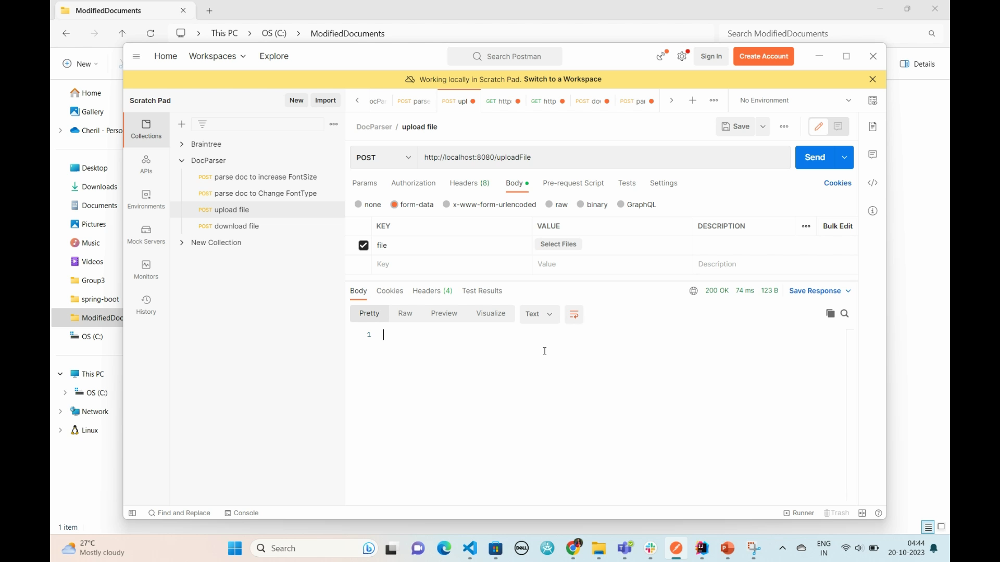 ModifiedDocuments
This PC > OS (C:) > ModifiedDocuments
Search ModifiedDocuments
New
Details
Home
Gallery
Cheril - Perso
Desktop
Downloads
Documents
Pictures
Music
Videos
Group3
spring-boot
ModifiedDoc
OS (C:)
This PC
OS (C:)
Network
Linux
1 item
Home Workspaces Explore
Search Postman
Sign In
Create Account
Working locally in Scratch Pad. Switch to a Workspace
Scratch Pad
New Import
ocPar POST parse POST upl GET http: GET http POST dov POST par
No Environment
Collections
APIs
Environments
Mock Servers
Monitors
History
Braintree
DocParser
POST parse doc to increase FontSize
POST parse doc to Change FontType
POST upload file
POST download file
New Collection
DocParser / upload file
Save
POST http://localhost:8080/uploadFile
Send
Params Authorization Headers (8) Body Pre-request Script Tests Settings Cookies
none form-data x-www-form-urlencoded raw binary GraphQL
KEY VALUE DESCRIPTION Bulk Edit
file Select Files
Key Value Description
Body Cookies Headers (4) Test Results 200 OK 74 ms 123 B Save Response
Pretty Raw Preview Visualize Text
1
Find and Replace Console Runner Trash
27°C
Mostly cloudy
Search
DELL
ENG
IN
04:44
20-10-2023